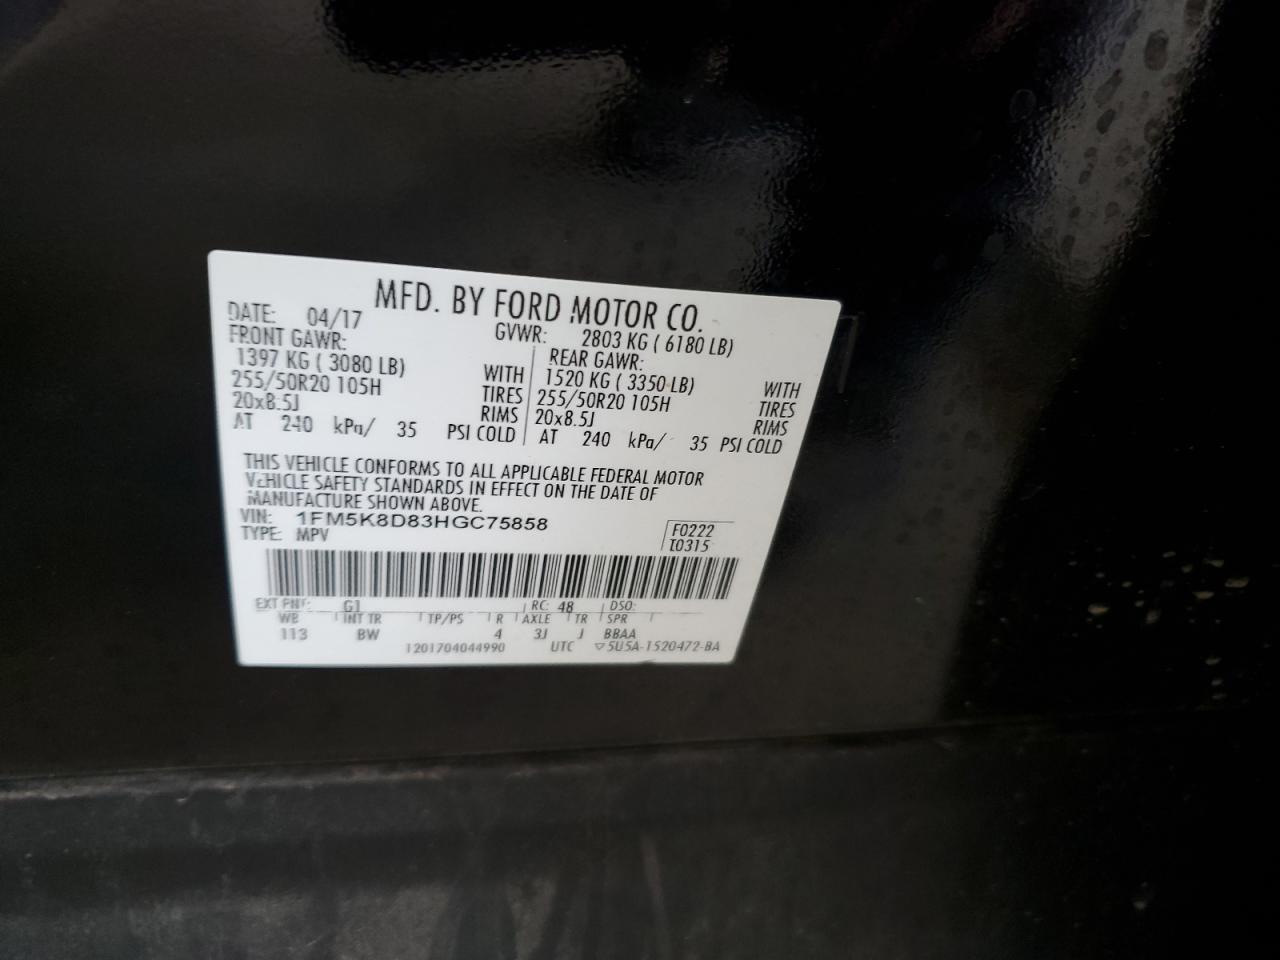 MFD. BY FORD MOTOR CO.
DATE: 04/17 GVWR: 2803 KG ( 6180 LB)
FRONT GAWR: REAR GAWR:
1397 KG ( 3080 LB) WITH 1520 KG ( 3350 LB) WITH
255/50R20 105H TIRES 255/50R20 105H TIRES
20x8.5J RIMS 20x8.5J RIMS
AT 240 kPa/ 35 PSI COLD AT 240 kPa/ 35 PSI COLD
THIS VEHICLE CONFORMS TO ALL APPLICABLE FEDERAL MOTOR
VEHICLE SAFETY STANDARDS IN EFFECT ON THE DATE OF
MANUFACTURE SHOWN ABOVE.
VIN: 1FM5K8D83HGC75858 F0222
TYPE: MPV T0315
EXT PNT: G1 RC: 48 DSO:
WB INT TR TP/PS R AXLE TR SPR
113 BW 4 3J J BBAA
1201704044990 UTC ▽5U5A-1520472-BA